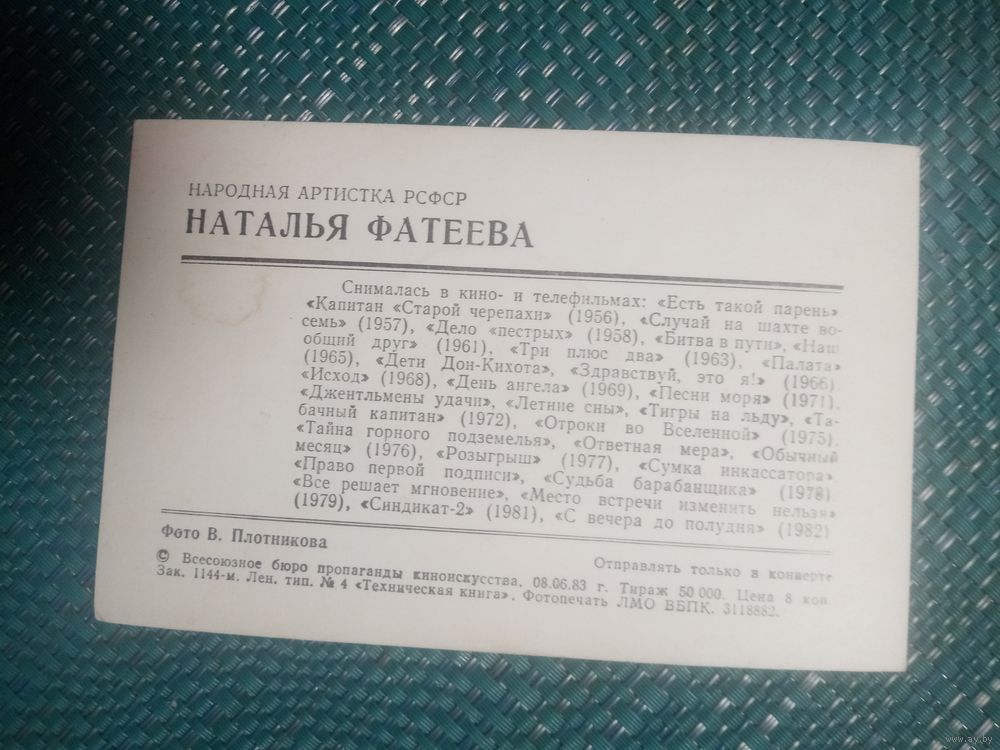 НАРОДНАЯ АРТИСТКА РСФСР
НАТАЛЬЯ ФАТЕЕВА
Снималась в кино- и телефильмах: «Есть такой парень»
«Капитан «Старой черепахи» (1956), «Случай на шахте во-
семь» (1957), «Дело «пестрых» (1958), «Битва в пути», «Наш
общий друг» (1961), «Три плюс два» (1963), «Палата»
(1965), «Дети Дон-Кихота», «Здравствуй, это я!» (1966),
«Исход» (1968), «День ангела» (1969), «Песни моря» (1971),
«Джентльмены удачи», «Летние сны», «Тигры на льду», «Та-
бачный капитан» (1972), «Отроки во Вселенной» (1975),
«Тайна горного подземелья», «Ответная мера», «Обычный
месяц» (1976), «Розыгрыш» (1977), «Сумка инкассатора»,
«Право первой подписи», «Судьба барабанщика» (1978)
«Все решает мгновение», «Место встречи изменить нельзя»
(1979), «Синдикат-2» (1981), «С вечера до полудня» (1982)
Фото В. Плотникова
Отправлять только в конверте
© Всесоюзное бюро пропаганды киноискусства. 08.06.83 г. Тираж 50 000. Цена 8 коп.
Зак. 1144-м. Лен. тип. № 4 «Техническая книга». Фотопечать ЛМО ВБПК. 3118882.
www.ay.by